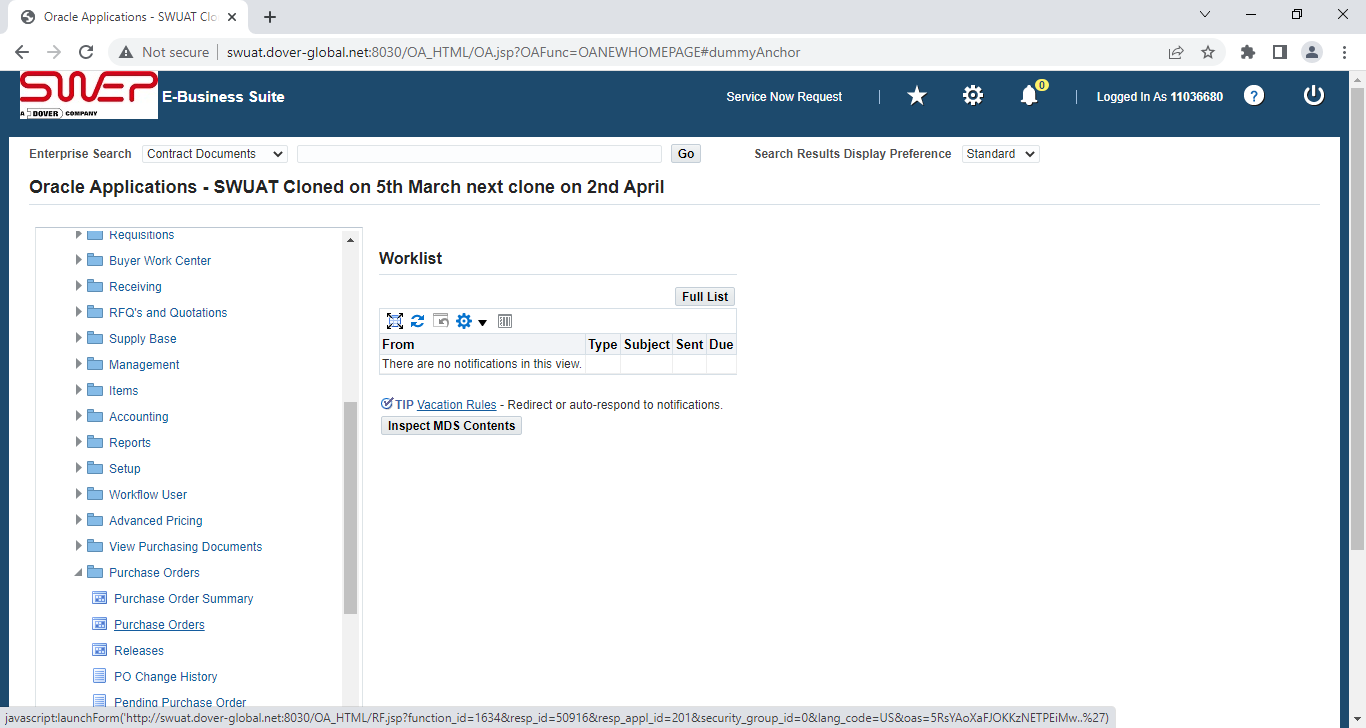 Oracle Applications - SWUAT Clo
Not secure swuat.dover-global.net:8030/OA_HTML/OA.jsp?OAFunc=OANEWHOMEPAGE#dummyAnchor
SWEP
A DOVER COMPANY
E-Business Suite
Service Now Request
0
Logged In As 11036680
?
Enterprise Search Contract Documents Go Search Results Display Preference Standard
Oracle Applications - SWUAT Cloned on 5th March next clone on 2nd April
Requisitions
Buyer Work Center
Receiving
RFQ's and Quotations
Supply Base
Management
Items
Accounting
Reports
Setup
Workflow User
Advanced Pricing
View Purchasing Documents
Purchase Orders
Purchase Order Summary
Purchase Orders
Releases
PO Change History
Pending Purchase Order
Worklist
Full List
From Type Subject Sent Due
There are no notifications in this view.
TIP Vacation Rules - Redirect or auto-respond to notifications.
Inspect MDS Contents
javascript:launchForm('http://swuat.dover-global.net:8030/OA_HTML/RF.jsp?function_id=1634&resp_id=50916&resp_appl_id=201&security_group_id=0&lang_code=US&oas=5RsYAoXaFJOKKzNETPEiMw..%27)